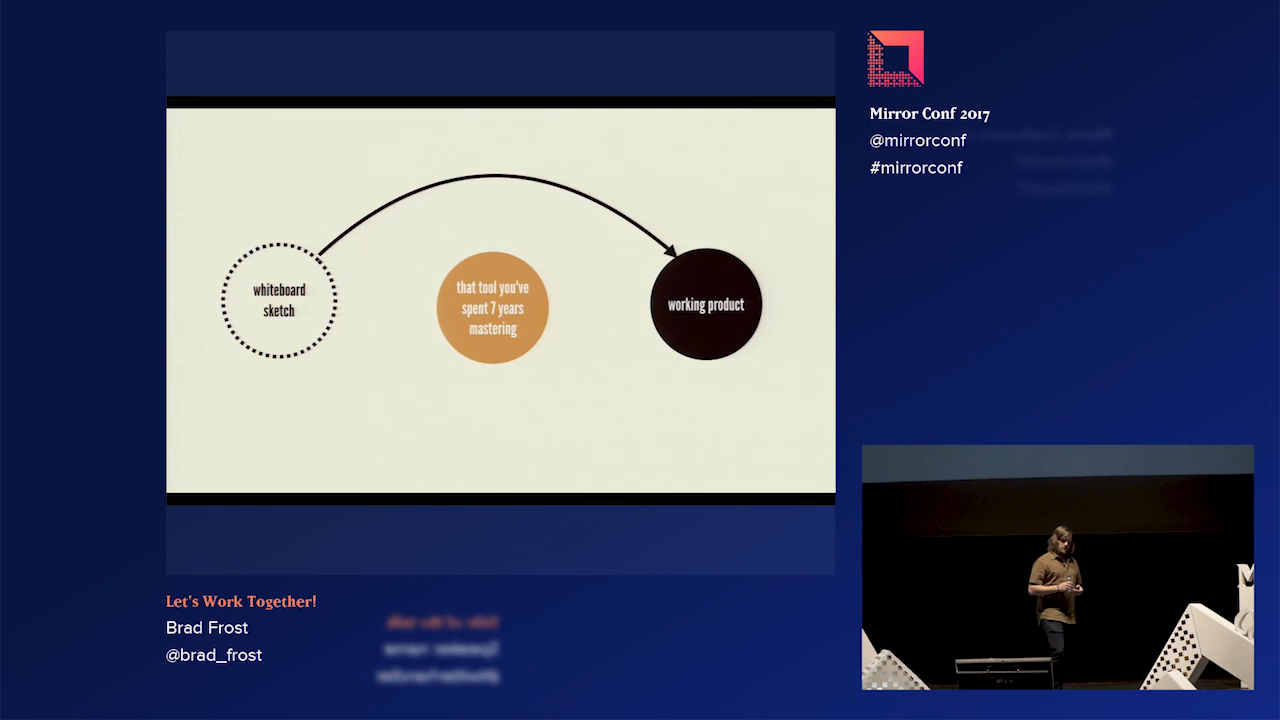 whiteboard
sketch
that tool you've
spent 7 years
mastering
working product
Mirror Conf 2017
@mirrorconf
#mirrorconf
Let's Work Together!
Brad Frost
@brad_frost